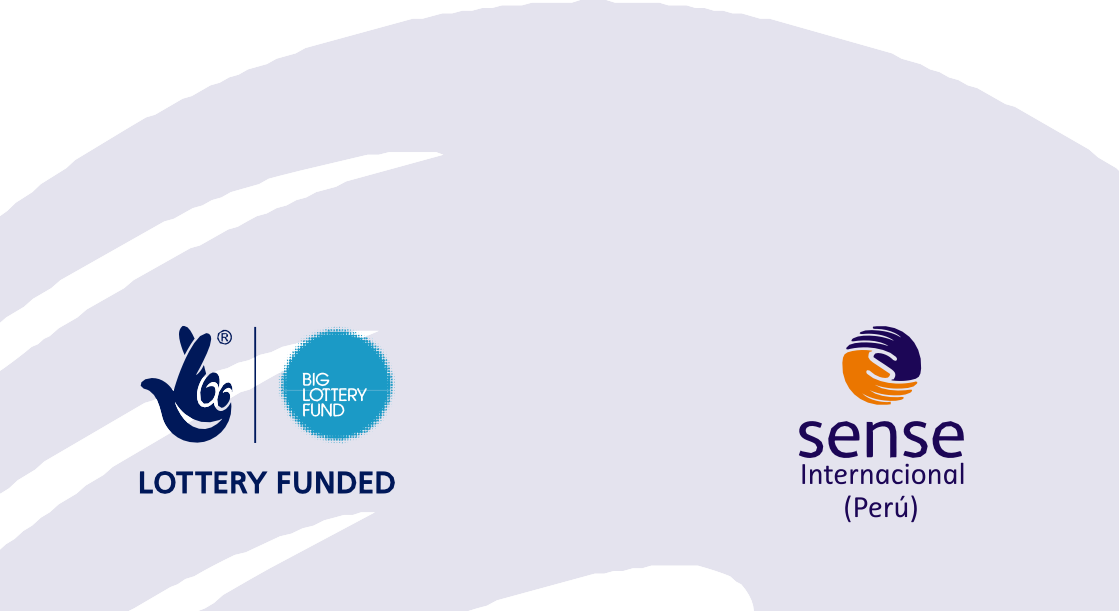 ®
BIG
LOTTERY
FUND
LOTTERY FUNDED
sense
Internacional
(Perú)